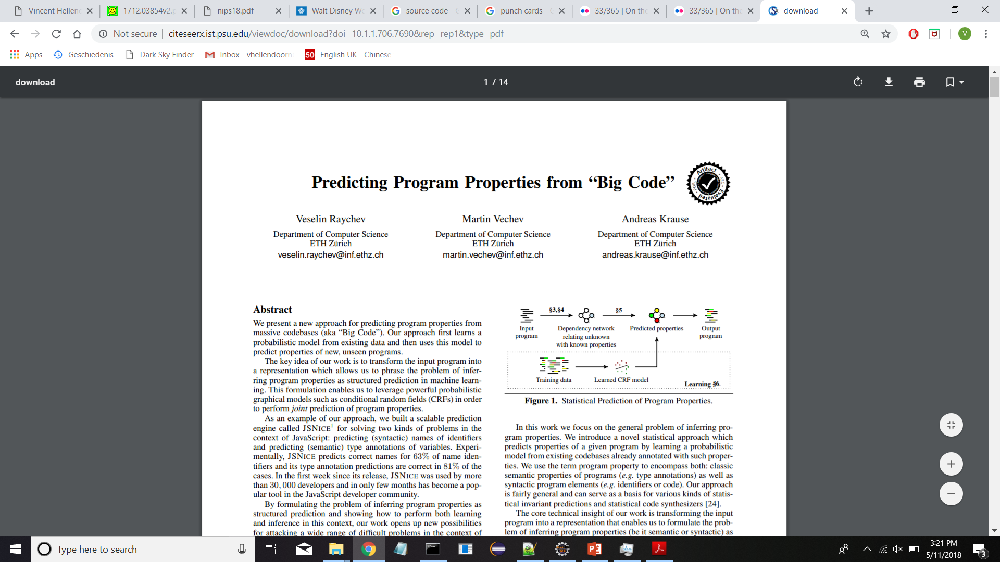 Vincent Hellen
1712.03854v2.p
nips18.pdf
Walt Disney Wo
source code - G
punch cards - G
33/365 | On the
33/365 | On the
download
Not secure | citeseerx.ist.psu.edu/viewdoc/download?doi=10.1.1.706.7690&rep=rep1&type=pdf
V
Apps
Geschiedenis
Dark Sky Finder
Inbox - vhellendoorn
50
English UK - Chinese
download
1 / 14
Predicting Program Properties from “Big Code”
Artifact
Evaluated
POPL
AEC
Veselin Raychev
Department of Computer Science
ETH Zürich
veselin.raychev@inf.ethz.ch
Martin Vechev
Department of Computer Science
ETH Zürich
martin.vechev@inf.ethz.ch
Andreas Krause
Department of Computer Science
ETH Zürich
andreas.krause@inf.ethz.ch
Abstract
We present a new approach for predicting program properties from
massive codebases (aka “Big Code”). Our approach first learns a
probabilistic model from existing data and then uses this model to
predict properties of new, unseen programs.
The key idea of our work is to transform the input program into
a representation which allows us to phrase the problem of infer-
ring program properties as structured prediction in machine learn-
ing. This formulation enables us to leverage powerful probabilistic
graphical models such as conditional random fields (CRFs) in order
to perform joint prediction of program properties.
As an example of our approach, we built a scalable prediction
engine called JSNICE1 for solving two kinds of problems in the
context of JavaScript: predicting (syntactic) names of identifiers
and predicting (semantic) type annotations of variables. Experi-
mentally, JSNICE predicts correct names for 63% of name iden-
tifiers and its type annotation predictions are correct in 81% of the
cases. In the first week since its release, JSNICE was used by more
than 30,000 developers and in only few months has become a pop-
ular tool in the JavaScript developer community.
By formulating the problem of inferring program properties as
structured prediction and showing how to perform both learning
and inference in this context, our work opens up new possibilities
for attacking a wide range of difficult problems in the context of
§3,§4
§5
Input
program
Dependency network
relating unknown
with known properties
Predicted properties
Output
program
Training data
Learned CRF model
Learning §6.
Figure 1. Statistical Prediction of Program Properties.
In this work we focus on the general problem of inferring pro-
gram properties. We introduce a novel statistical approach which
predicts properties of a given program by learning a probabilistic
model from existing codebases already annotated with such proper-
ties. We use the term program property to encompass both: classic
semantic properties of programs (e.g. type annotations) as well as
syntactic program elements (e.g. identifiers or code). Our approach
is fairly general and can serve as a basis for various kinds of statis-
tical invariant predictions and statistical code synthesizers [24].
The core technical insight of our work is transforming the input
program into a representation that enables us to formulate the prob-
lem of inferring program properties (be it semantic or syntactic) as
Type here to search
3:21 PM
5/11/2018
3